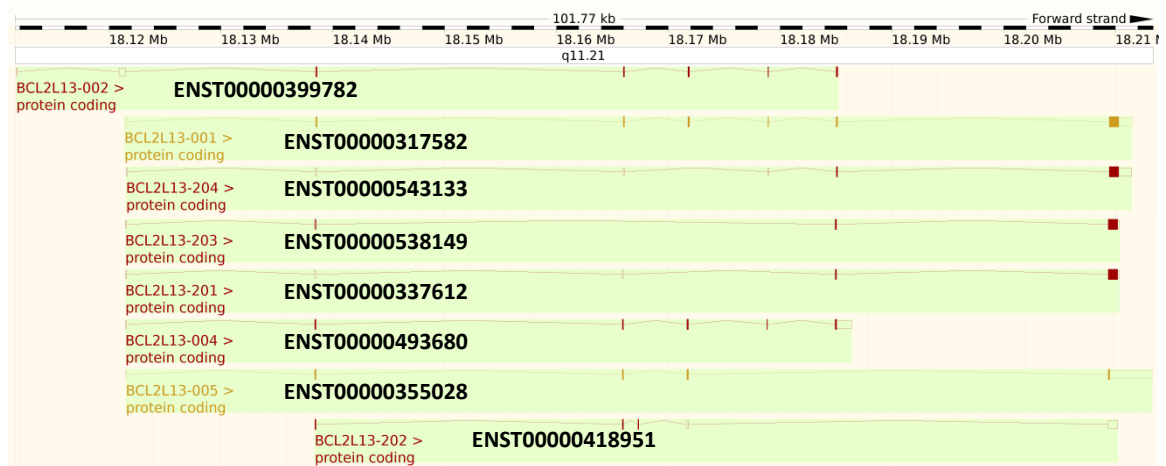 101.77 kb
Forward strand
18.12 Mb 18.13 Mb 18.14 Mb 18.15 Mb 18.16 Mb 18.17 Mb 18.18 Mb 18.19 Mb 18.20 Mb 18.21 M
q11.21
BCL2L13-002 > ENST00000399782
protein coding
BCL2L13-001 > ENST00000317582
protein coding
BCL2L13-204 > ENST00000543133
protein coding
BCL2L13-203 > ENST00000538149
protein coding
BCL2L13-201 > ENST00000337612
protein coding
BCL2L13-004 > ENST00000493680
protein coding
BCL2L13-005 > ENST00000355028
protein coding
BCL2L13-202 > ENST00000418951
protein coding